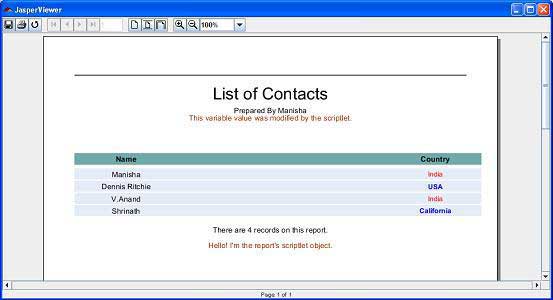 JasperViewer
100%
List of Contacts
Prepared By Manisha
This variable value was modified by the scriptlet.
Name Country
Manisha India
Dennis Ritchie USA
V.Anand India
Shrinath California
There are 4 records on this report.
Hello! I'm the report's scriptlet object.
Page 1 of 1